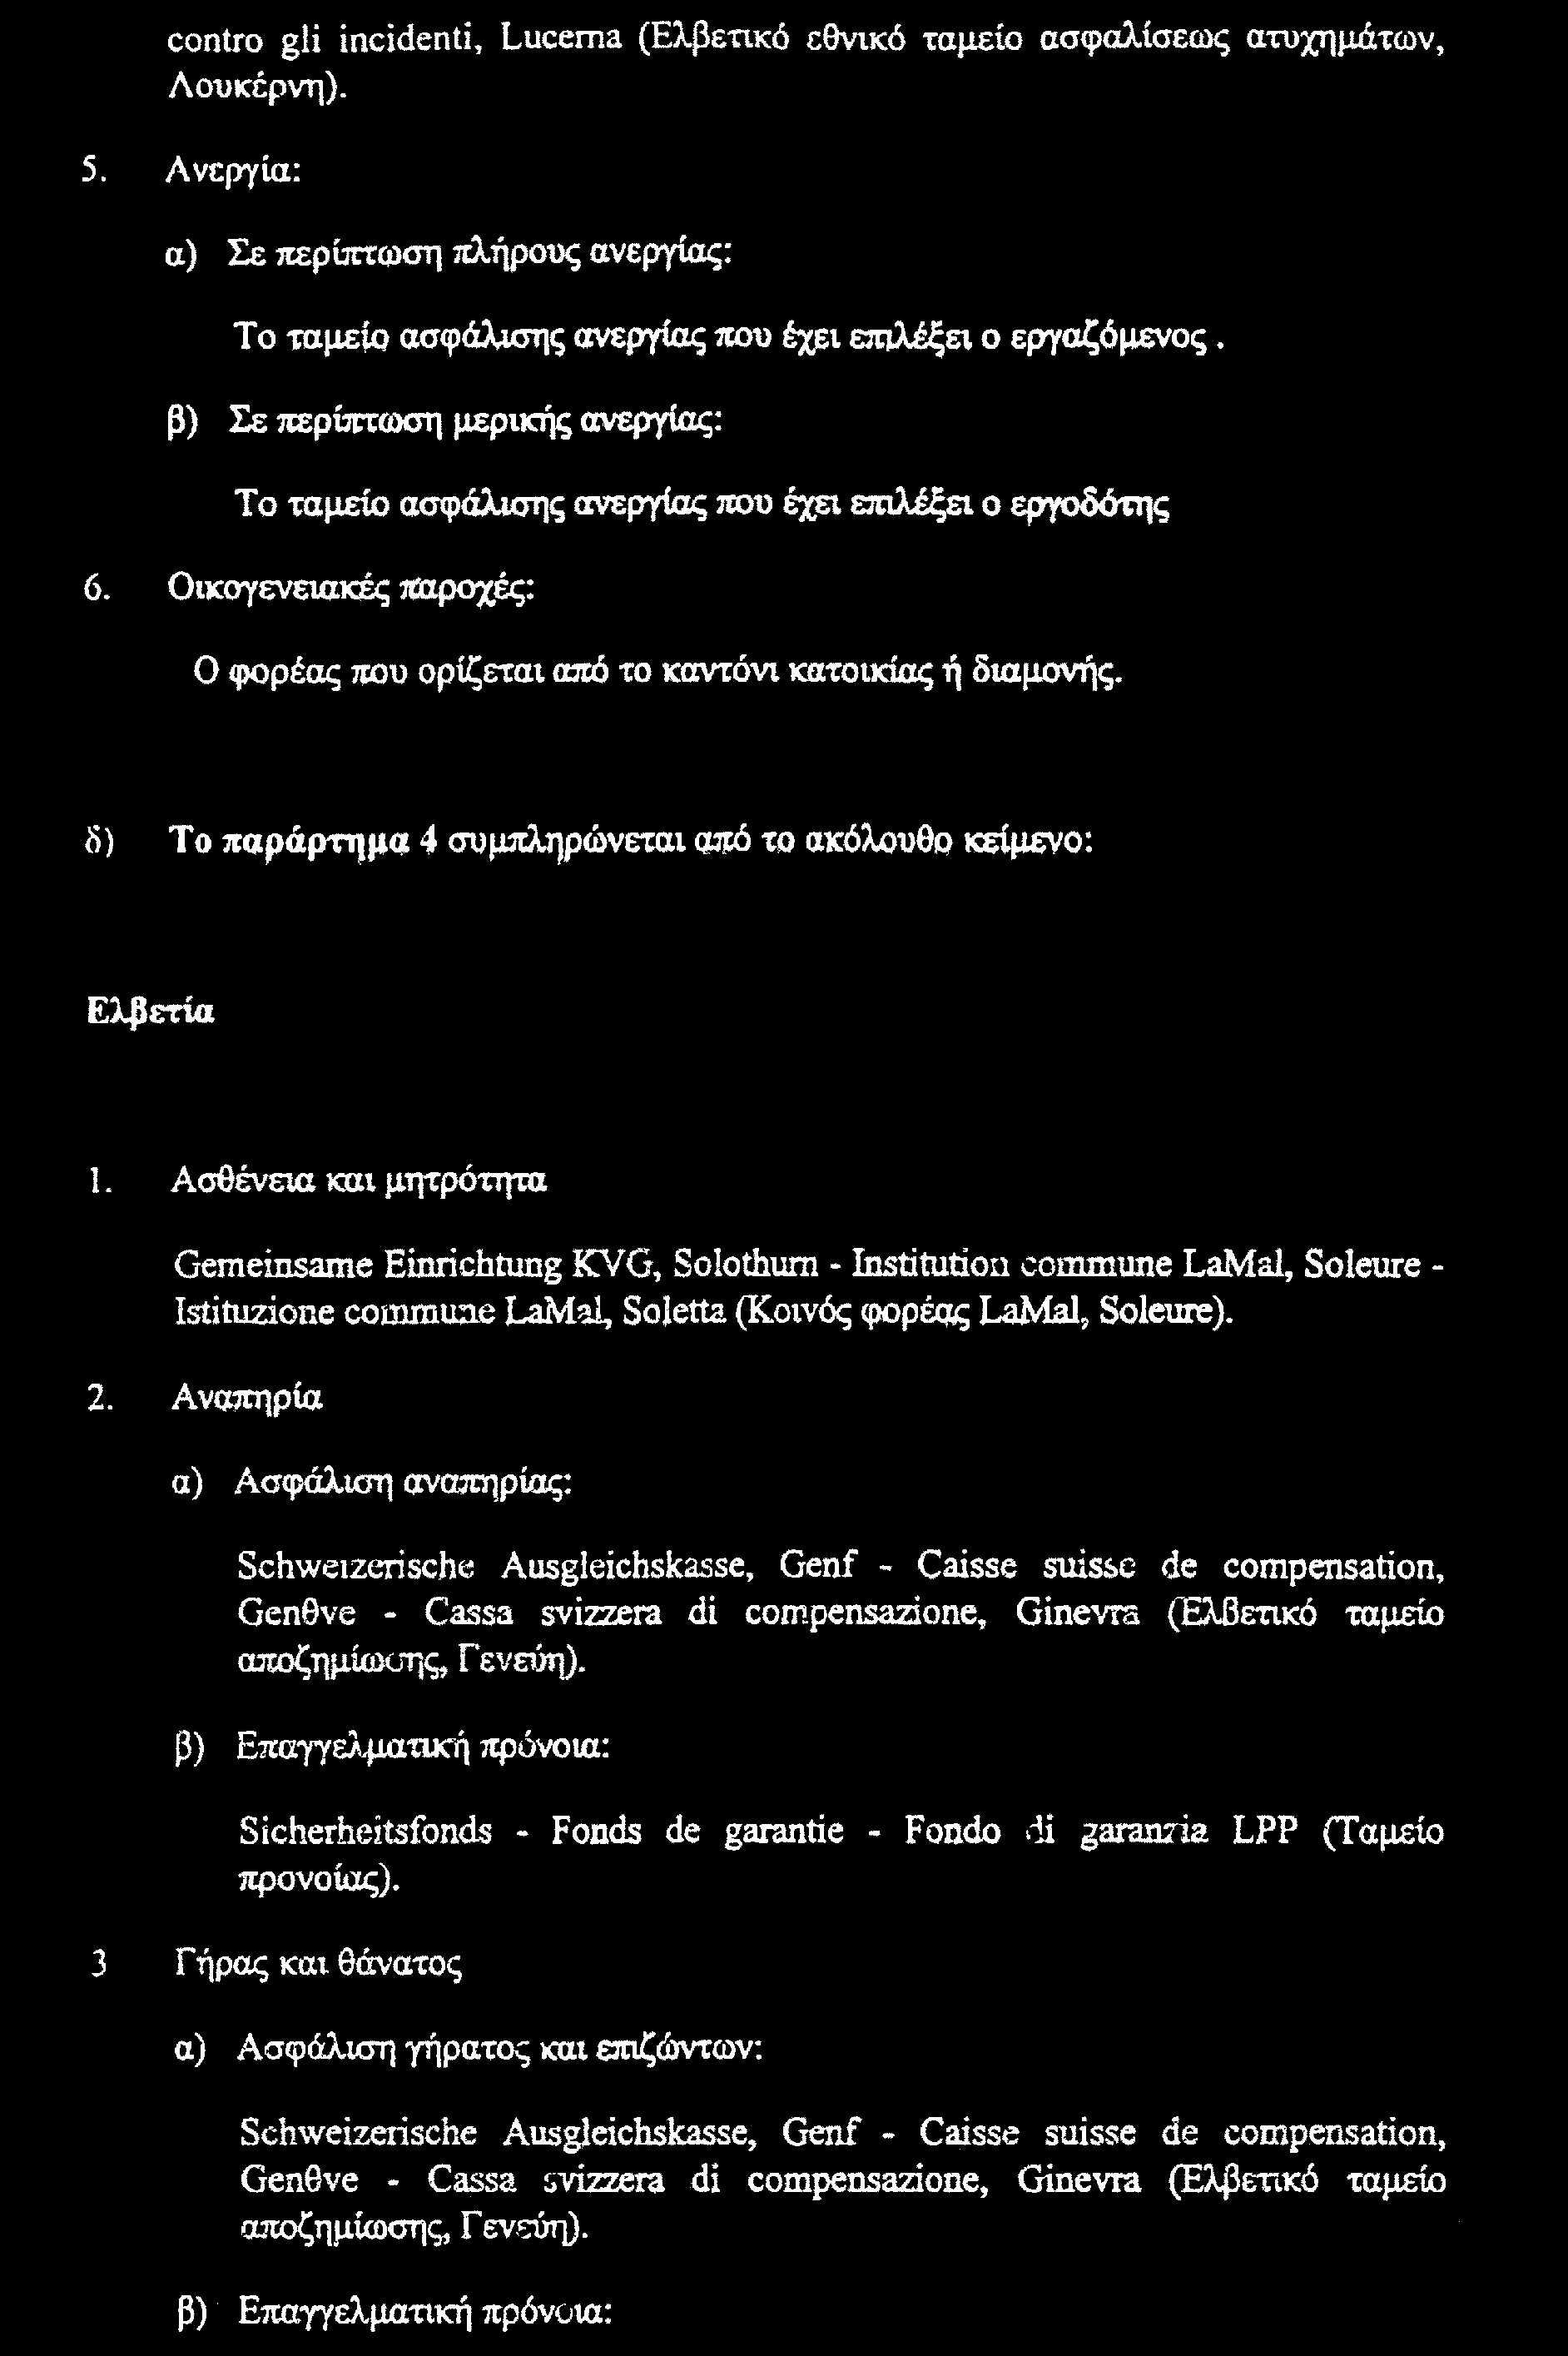 contro gli incidenti, Lucerna (Ελβετικό εθνικό ταμείο ασφαλίσεως ατυχημάτων,
Λουκέρνη).
5. Ανεργία:
α) Σε περίπτωση πλήρους ανεργίας:
Το ταμείο ασφάλισης ανεργίας που έχει επιλέξει ο εργαζόμενος .
β) Σε περίπτωση μερικής ανεργίας:
Το ταμείο ασφάλισης ανεργίας που έχει επιλέξει ο εργοδότης
6. Οικογενειακές παροχές:
Ο φορέας που ορίζεται από το καντόνι κατοικίας ή διαμονής.
δ) Το παράρτημα 4 συμπληρώνεται από το ακόλουθο κείμενο:
Ελβετία
1. Ασθένεια και μητρότητα
Gemeinsame Einrichtung KVG, Solothurn - Institution commune LaMal, Soleure -
Istituzione commune LaMal, Soletta (Κοινός φορέας LaMal, Soleure).
2. Αναπηρία
α) Ασφάλιση αναπηρίας:
Schweizerische Ausgleichskasse, Genf - Caisse suisse de compensation,
Genθve - Cassa svizzera di compensazione, Ginevra (Ελβετικό ταμείο
αποζημίωσης, Γενεύη).
β) Επαγγελματική πρόνοια:
Sicherheitsfonds - Fonds de garantie - Fondo di garanzia LPP (Ταμείο
προνοίας).
3 Γήρας και θάνατος
α) Ασφάλιση γήρατος και επιζώντων:
Schweizerische Ausgleichskasse, Genf - Caisse suisse de compensation,
Genθve - Cassa svizzera di compensazione, Ginevra (Ελβετικό ταμείο
αποζημίωσης, Γενεύη).
β) Επαγγελματική πρόνοια: